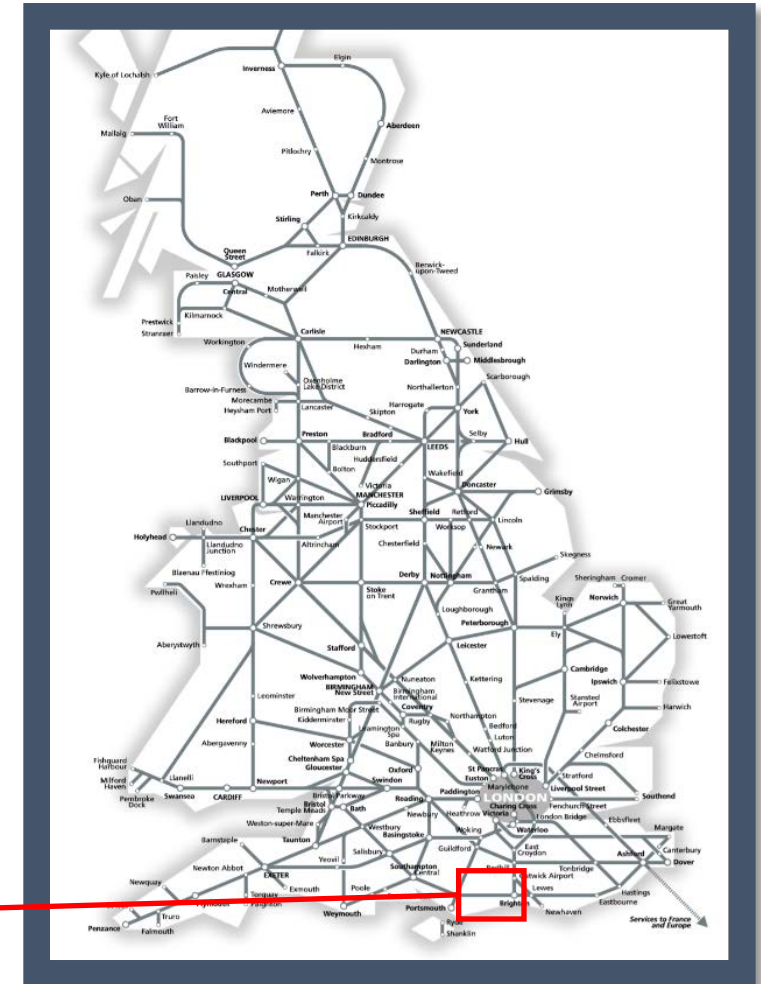 Kyle of Lochalsh
Inverness
Elgin
Fort
William
Mallaig
Aviemore
Aberdeen
Pitlochry
Montrose
Oban
Perth
Dundee
Stirling
Kirkcaldy
Queen
Street
EDINBURGH
Falkirk
Berwick-
upon-Tweed
Paisley
GLASGOW
Central
Motherwell
Prestwick
Kilmarnock
Stranraer
Carlisle
NEWCASTLE
Workington
Hexham
Durham
Sunderland
Darlington
Middlesbrough
Windermere
Scarborough
Oxenholme
Lake District
Northallerton
Barrow-in-Furness
Morecambe
Heysham Port
Lancaster
Harrogate
York
Skipton
Blackpool
Preston
Bradford
Selby
Hull
Blackburn
LEEDS
Huddersfield
Southport
Bolton
Wakefield
Wigan
Victoria
Doncaster
MANCHESTER
Piccadilly
LIVERPOOL
Warrington
Grimsby
Manchester
Airport
Sheffield
Retford
Llandudno
Chester
Stockport
Worksop
Lincoln
Holyhead
Llandudno
Junction
Altrincham
Chesterfield
Newark
Blaenau Ffestiniog
Skegness
Wrexham
Crewe
Stoke
on Trent
Derby
Nottingham
Grantham
Spalding
Sheringham
Cromer
Pwllheli
Kings
Lynn
Norwich
Great
Yarmouth
Loughborough
Shrewsbury
Peterborough
Ely
Lowestoft
Aberystwyth
Stafford
Leicester
Wolverhampton
BIRMINGHAM
New Street
Nuneaton
Birmingham
International
Kettering
Cambridge
Ipswich
Felixstowe
Leominster
Birmingham Moor Street
Coventry
Stevenage
Stansted
Airport
Harwich
Kidderminster
Rugby
Northampton
Hereford
Leamington
Spa
Bedford
Colchester
Worcester
Banbury
Milton
Keynes
Luton
Abergavenny
Watford Junction
Chelmsford
Cheltenham Spa
Gloucester
Oxford
St Pancras
Euston
King's
Cross
Stratford
Fishguard
Harbour
Milford
Haven
Llanelli
Newport
Swindon
Paddington
Marylebone
Liverpool Street
Pembroke
Dock
Swansea
CARDIFF
Bristol Parkway
Bristol
Temple Meads
Bath
Reading
LONDON
Fenchurch Street
Southend
Charing Cross
Newbury
Heathrow
Victoria
London Bridge
Ebbsfleet
Weston-super-Mare
Westbury
Basingstoke
Woking
Waterloo
Margate
Barnstaple
Taunton
Guildford
East
Croydon
Canterbury
Salisbury
Tonbridge
Ashford
Dover
Newton Abbot
Yeovil
Southampton
Central
EXETER
Gatwick Airport
Newquay
Exmouth
Poole
Lewes
Hastings
Torquay
Paignton
Eastbourne
Portsmouth
Brighton
Newhaven
Weymouth
Truro
Penzance
Falmouth
Ryde
Shanklin
Services to France
and Europe